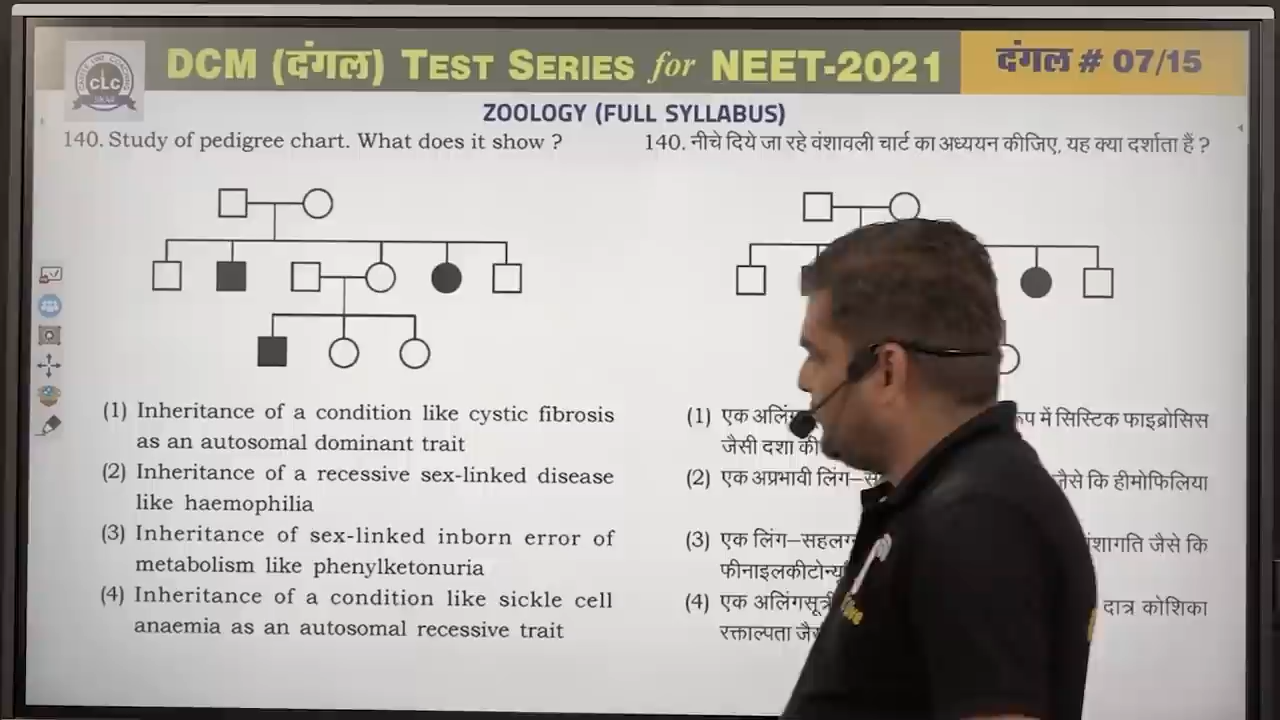 DCM (दंगल) TEST SERIES for NEET-2021
दंगल # 07/15
CLC
ZOOLOGY (FULL SYLLABUS)
140. Study of pedigree chart. What does it show ?
(1) Inheritance of a condition like cystic fibrosis
as an autosomal dominant trait
(2) Inheritance of a recessive sex-linked disease
like haemophilia
(3) Inheritance of sex-linked inborn error of
metabolism like phenylketonuria
(4) Inheritance of a condition like sickle cell
anaemia as an autosomal recessive trait
140. नीचे दिये जा रहे वंशावली चार्ट का अध्ययन कीजिए, यह क्या दर्शाता हैं ?
(1) एक में सिस्टिक फाइब्रोसिस
जैसी दशा की
(2) एक अप्रभावी जैसे कि हीमोफिलिया
(3) एक जैसे कि
(4) एक दात्र कोशिका
रक्ताल्पता